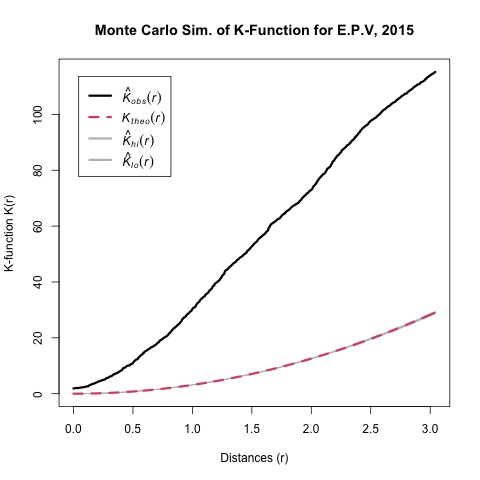 Monte Carlo Sim. of K-Function for E.P.V, 2015
K̂obs(r)
Ktheo(r)
K̂hi(r)
K̂lo(r)
K-function K(r)
0
20
40
60
80
100
0.0 0.5 1.0 1.5 2.0 2.5 3.0
Distances (r)